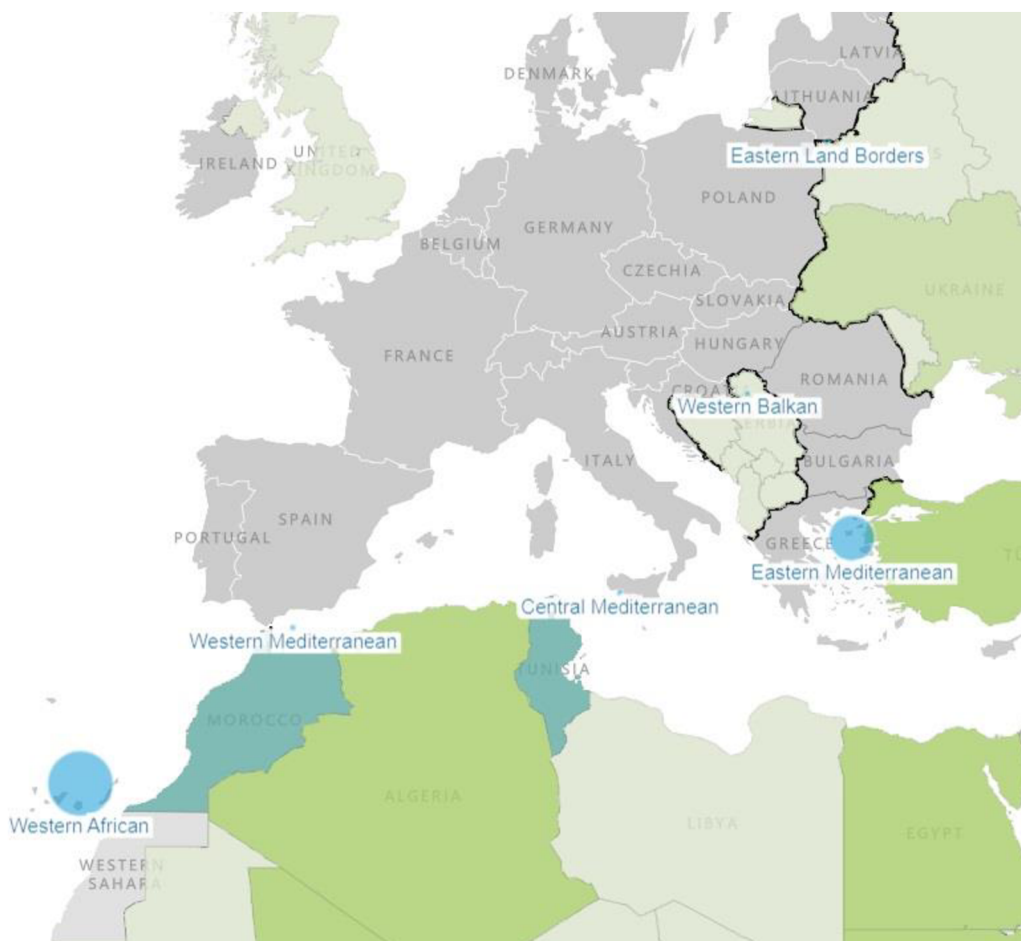 DENMARK
LATVIA
LITHUANIA
IRELAND
UNITED
KINGDOM
Eastern Land Borders
POLAND
GERMANY
BELGIUM
CZECHIA
SLOVAKIA
UKRAINE
AUSTRIA
HUNGARY
FRANCE
ROMANIA
Western Balkan
ITALY
BULGARIA
SPAIN
PORTUGAL
GREECE
Eastern Mediterranean
Central Mediterranean
Western Mediterranean
TUNISIA
MOROCCO
ALGERIA
LIBYA
EGYPT
Western African
WESTERN
SAHARA